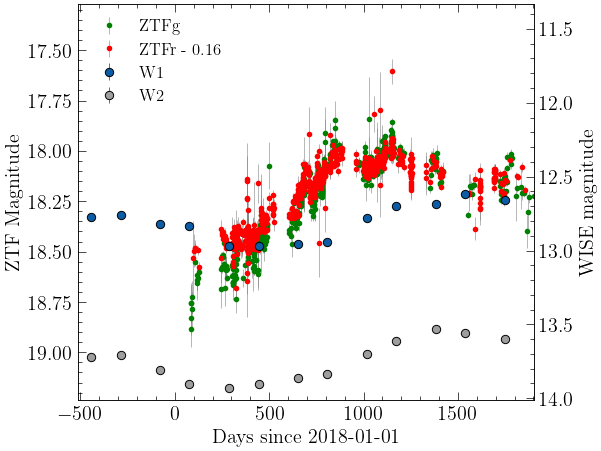 ZTFg
ZTFr - 0.16
W1
W2
17.50
17.75
18.00
18.25
18.50
18.75
19.00
ZTF Magnitude
11.5
12.0
12.5
13.0
13.5
14.0
WISE magnitude
−500
0
500
1000
1500
Days since 2018-01-01